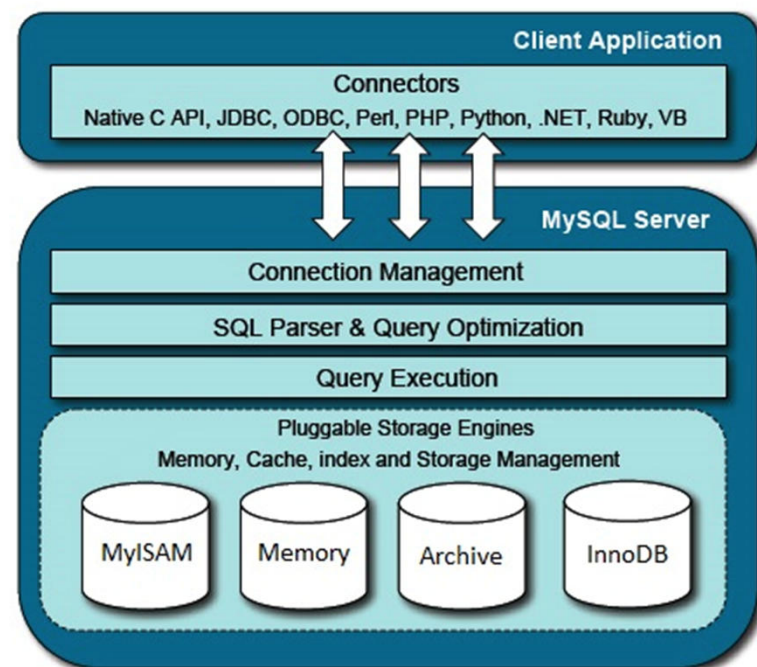 Client Application
Connectors
Native C API, JDBC, ODBC, Perl, PHP, Python, .NET, Ruby, VB
MySQL Server
Connection Management
SQL Parser & Query Optimization
Query Execution
Pluggable Storage Engines
Memory, Cache, index and Storage Management
MyISAM
Memory
Archive
InnoDB